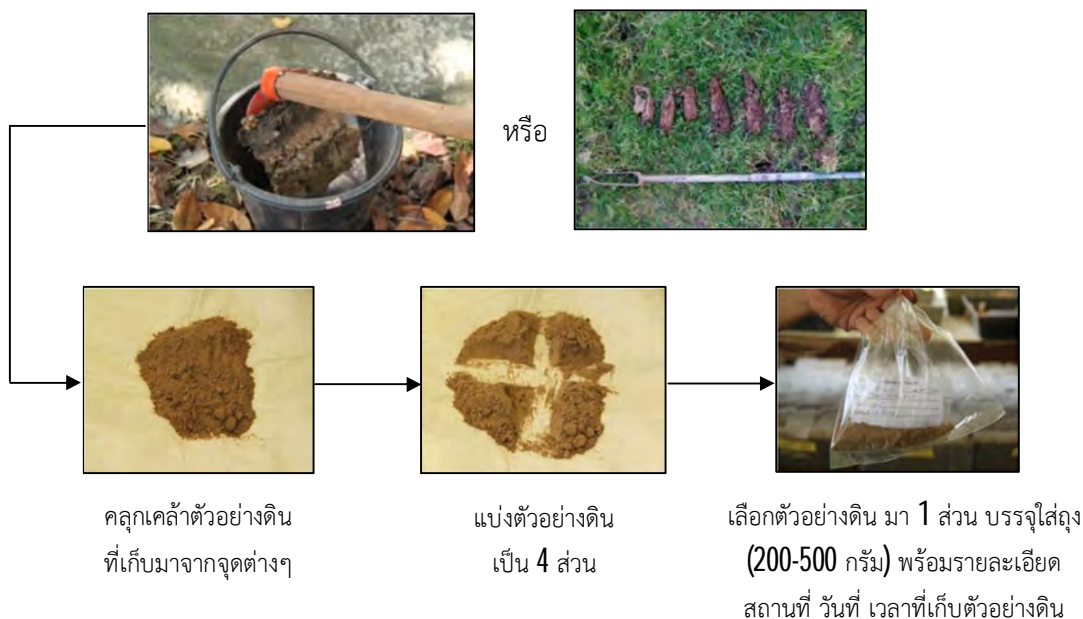 หรือ
คลุกเคล้าตัวอย่างดิน
ที่เก็บมาจากจุดต่างๆ
แบ่งตัวอย่างดิน
เป็น 4 ส่วน
เลือกตัวอย่างดิน มา 1 ส่วน บรรจุใส่ถุง
(200-500 กรัม) พร้อมรายละเอียด
สถานที่ วันที่ เวลาที่เก็บตัวอย่างดิน